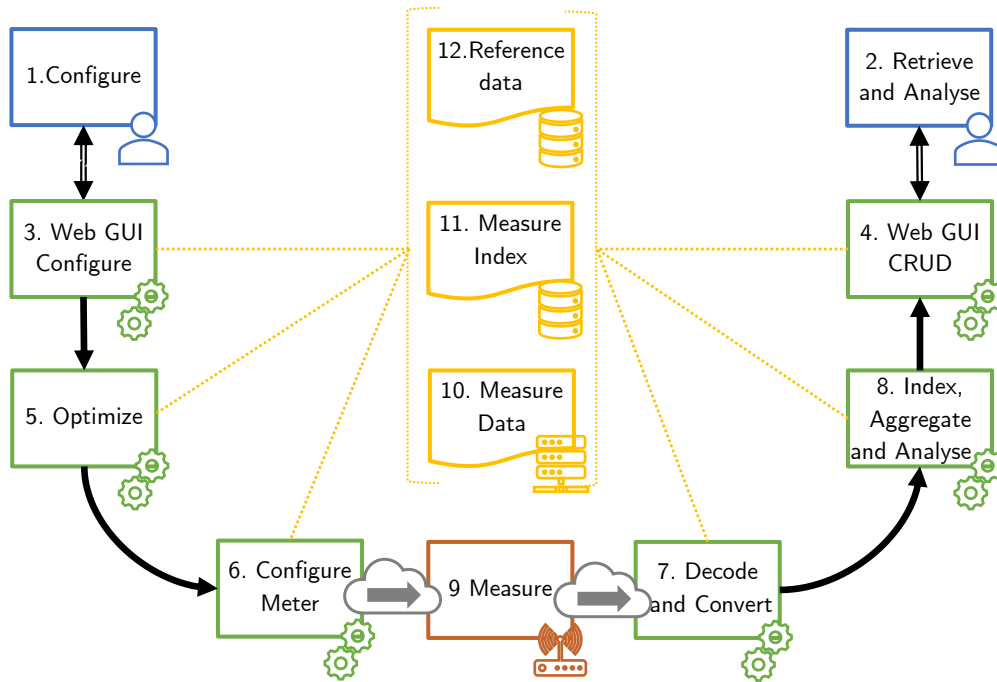 1.Configure
12.Reference
data
2. Retrieve
and Analyse
3. Web GUI
Configure
11. Measure
Index
4. Web GUI
CRUD
5. Optimize
10. Measure
Data
8. Index,
Aggregate
and Analyse
6. Configure
Meter
9 Measure
7. Decode
and Convert